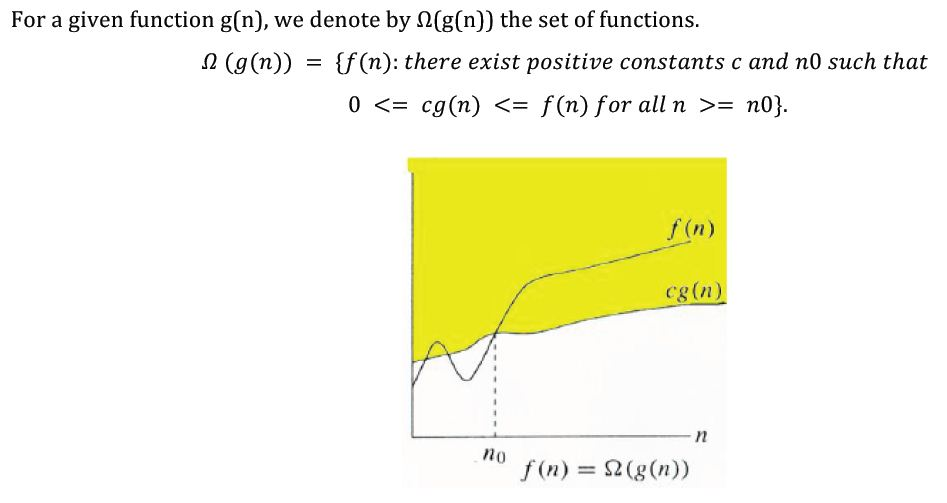 For a given function g(n), we denote by Ω(g(n)) the set of functions.
Ω (g(n)) = {f(n): there exist positive constants c and n0 such that
0 <= cg(n) <= f(n) for all n >= n0}.
f(n)
cg(n)
n
n0
f(n) = Ω(g(n))